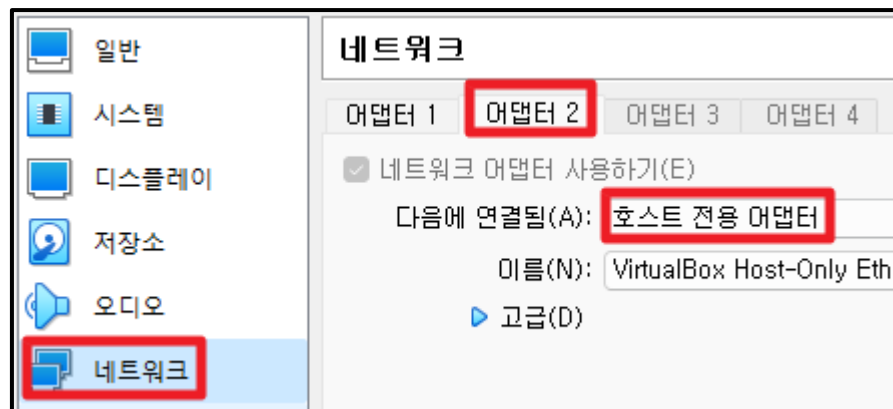 일반
시스템
디스플레이
저장소
오디오
네트워크
네트워크
어댑터 1 어댑터 2 어댑터 3 어댑터 4
네트워크 어댑터 사용하기(E)
다음에 연결됨(A): 호스트 전용 어댑터
이름(N): VirtualBox Host-Only Eth
고급(D)